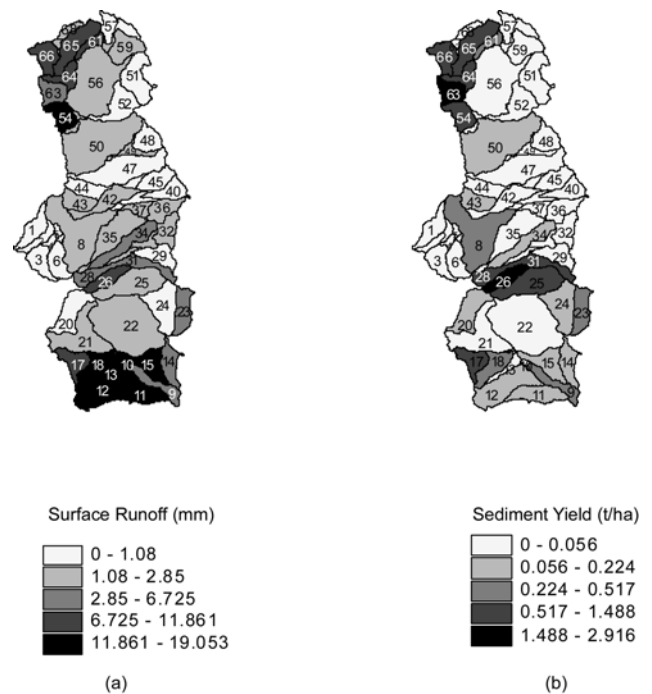 68 57
61
65 59
66
64 51
63 56
52
54
48
50 49
47
44 45 40
43 42
37 36
1 35 34 32
8
3 6 31 29
28 26 25
24 23
20 22
21
17 18 10 15 14
13
12 11 9
57
61
65 59
66
64 51
63 56
52
54
48
50
47
44 45 40
43 42
37 36
1 35 34 32
8
3 6 31 29
28 26 25
24 23
20 22
21
17 18 15 14
13
12 11 9
Surface Runoff (mm)
0 - 1.08
1.08 - 2.85
2.85 - 6.725
6.725 - 11.861
11.861 - 19.053
(a)
Sediment Yield (t/ha)
0 - 0.056
0.056 - 0.224
0.224 - 0.517
0.517 - 1.488
1.488 - 2.916
(b)